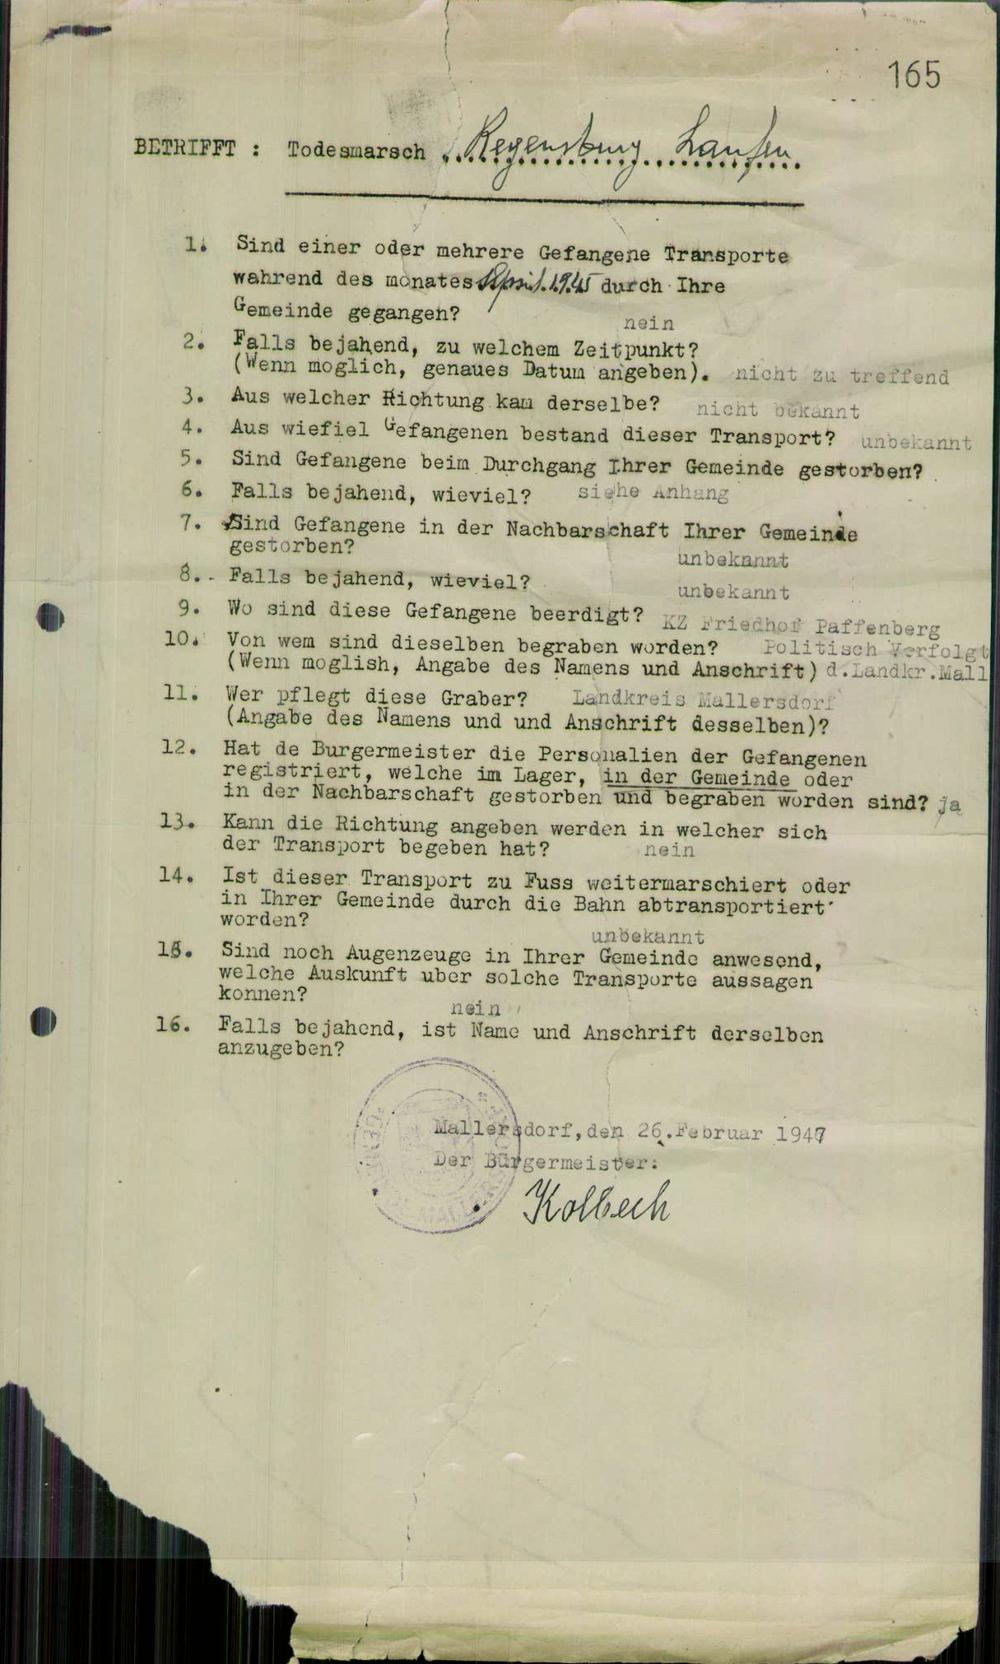 165
BETRIFFT : Todesmarsch Regensburg Laufen
1. Sind einer oder mehrere Gefangene Transporte
wahrend des monates April 1945 durch Ihre
Gemeinde gegangen?
nein
2. Falls bejahend, zu welchem Zeitpunkt?
(Wenn moglich, genaues Datum angeben). nicht zu treffend
3. Aus welcher Richtung kam derselbe? nicht bekannt
4. Aus wiefiel Gefangenen bestand dieser Transport? unbekannt
5. Sind Gefangene beim Durchgang Ihrer Gemeinde gestorben?
6. Falls bejahend, wieviel? siehe Anhang
7. Sind Gefangene in der Nachbarschaft Ihrer Gemeinde
gestorben?
unbekannt
8. Falls bejahend, wieviel?
unbekannt
9. Wo sind diese Gefangene beerdigt? KZ Friedhof Paffenberg
10. Von wem sind dieselben begraben worden? Politisch Verfolgt
(Wenn moglish, Angabe des Namens und Anschrift) d.Landkr.Mall
11. Wer pflegt diese Graber? Landkreis Mallersdorf
(Angabe des Namens und und Anschrift desselben)?
12. Hat de Burgermeister die Personalien der Gefangenen
registriert, welche im Lager, in der Gemeinde oder
in der Nachbarschaft gestorben und begraben worden sind? ja
13. Kann die Richtung angeben werden in welcher sich
der Transport begeben hat? nein
14. Ist dieser Transport zu Fuss weitermarschiert oder
in Ihrer Gemeinde durch die Bahn abtransportiert
worden?
unbekannt
15. Sind noch Augenzeuge in Ihrer Gemeinde anwesend,
welche Auskunft uber solche Transporte aussagen
konnen?
nein
16. Falls bejahend, ist Name und Anschrift derselben
anzugeben?
Mallersdorf, den 26. Februar 1947
Der Bürgermeister:
Kolbeck